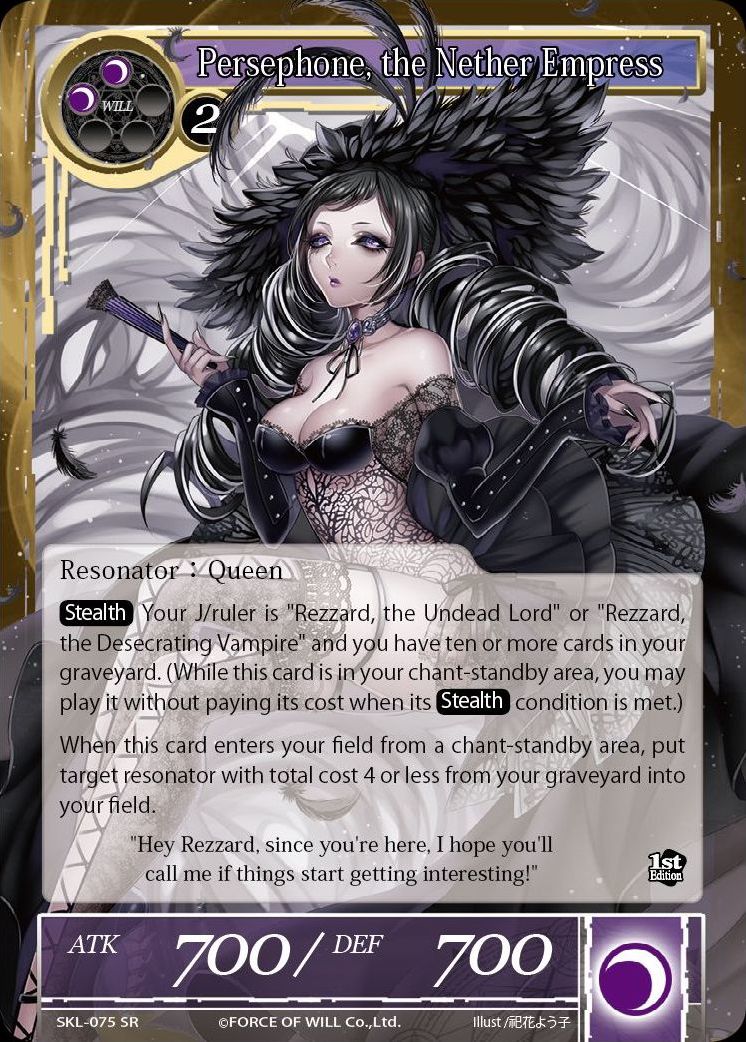 Persephone, the Nether Empress
WILL
2
Resonator : Queen
Stealth Your J/ruler is "Rezzard, the Undead Lord" or "Rezzard,
the Desecrating Vampire" and you have ten or more cards in your
graveyard. (While this card is in your chant-standby area, you may
play it without paying its cost when its Stealth condition is met.)
When this card enters your field from a chant-standby area, put
target resonator with total cost 4 or less from your graveyard into
your field.
"Hey Rezzard, since you're here, I hope you'll
call me if things start getting interesting!"
1st
Edition
ATK 700 / DEF 700
SKL-075 SR ©FORCE OF WILL Co.,Ltd. Illust/祀花よう子